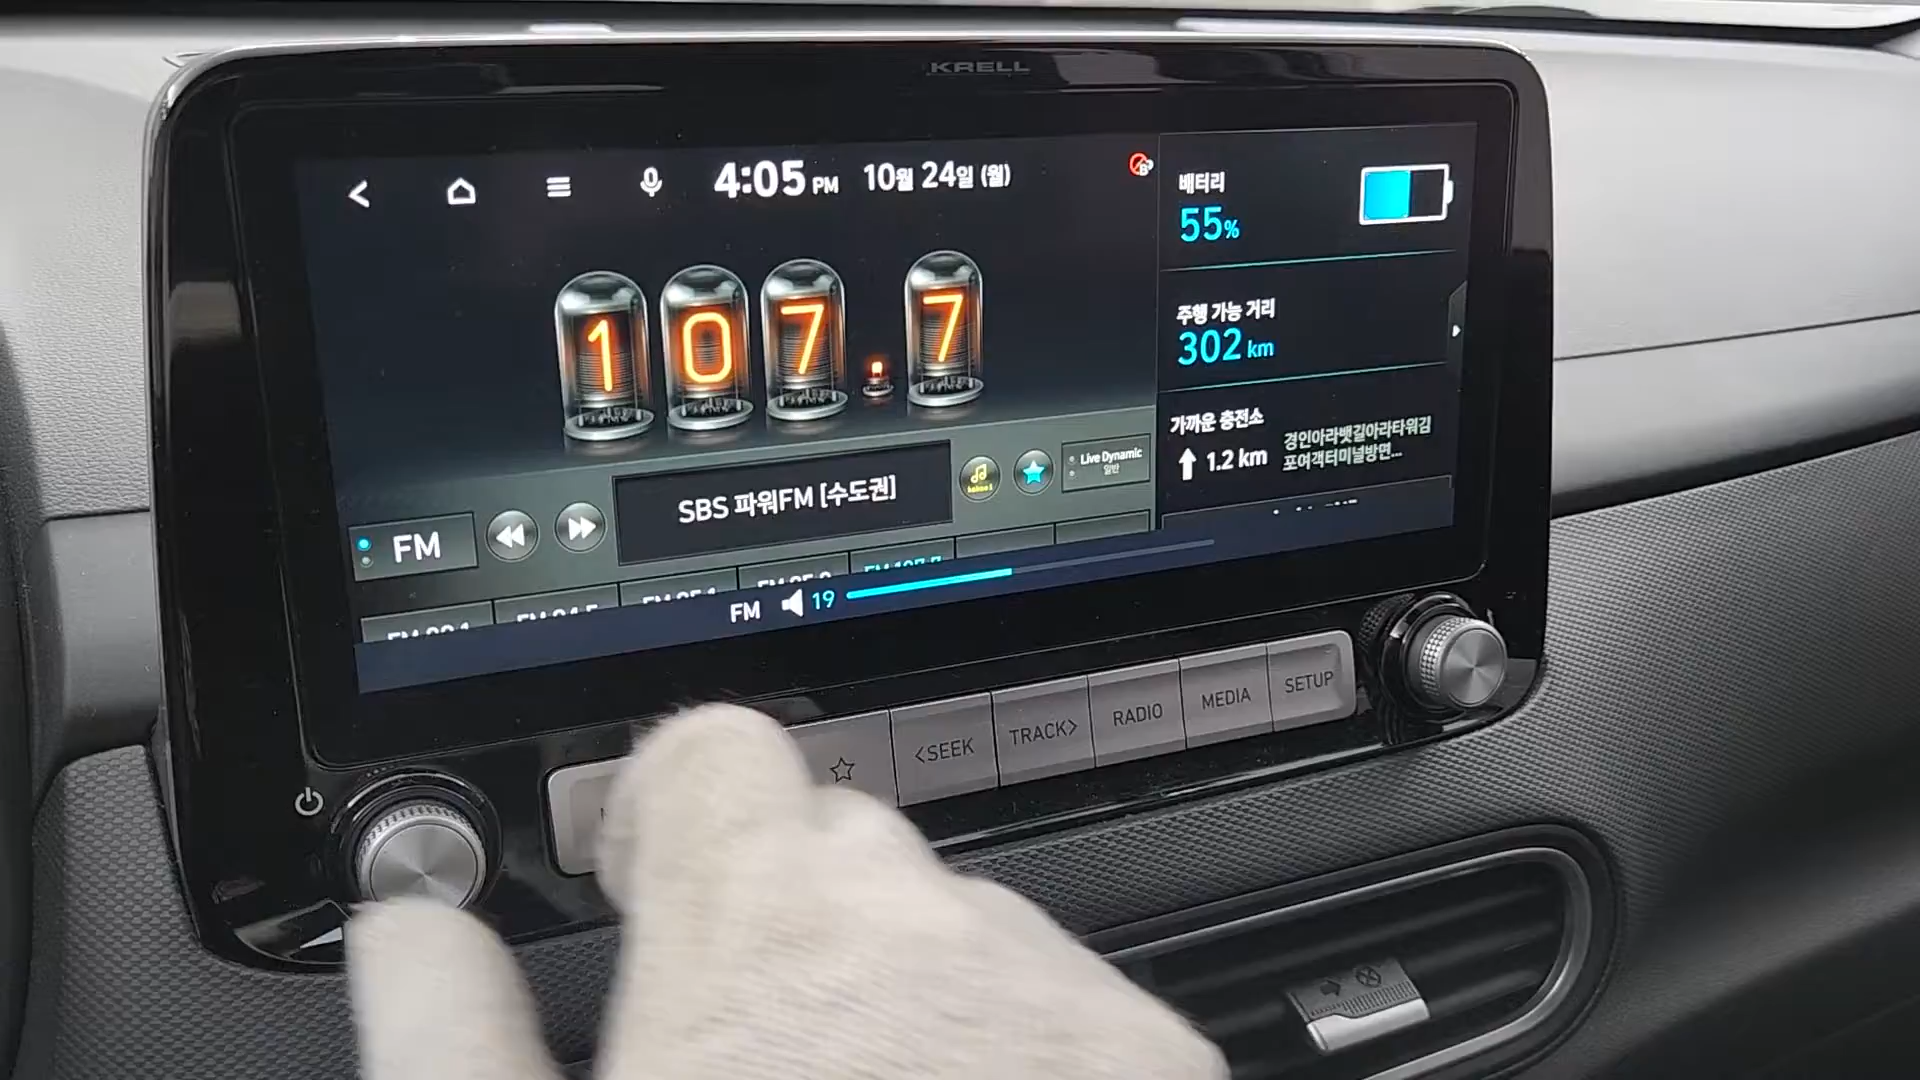 KRELL
4:05 PM 10월 24일 (월)
107.7
SBS 파워FM [수도권]
Live Dynamic
일반
FM
FM 19
배터리
55%
주행 가능 거리
302 km
가까운 충전소
1.2 km
경인아라뱃길아라타워김
포여객터미널방면...
<SEEK
TRACK>
RADIO
MEDIA
SETUP